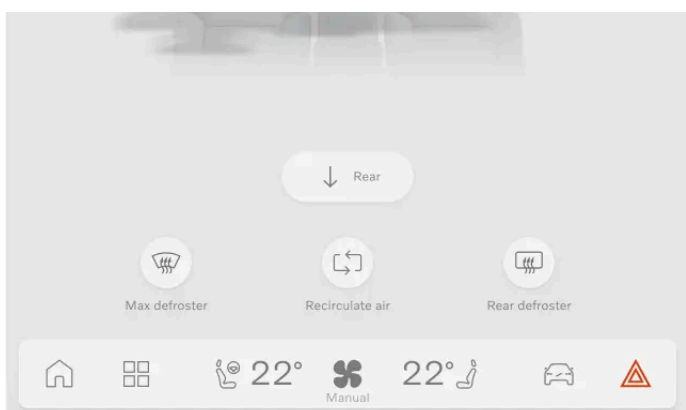 Rear
Max defroster
Recirculate air
Rear defroster
22°
22°
Manual